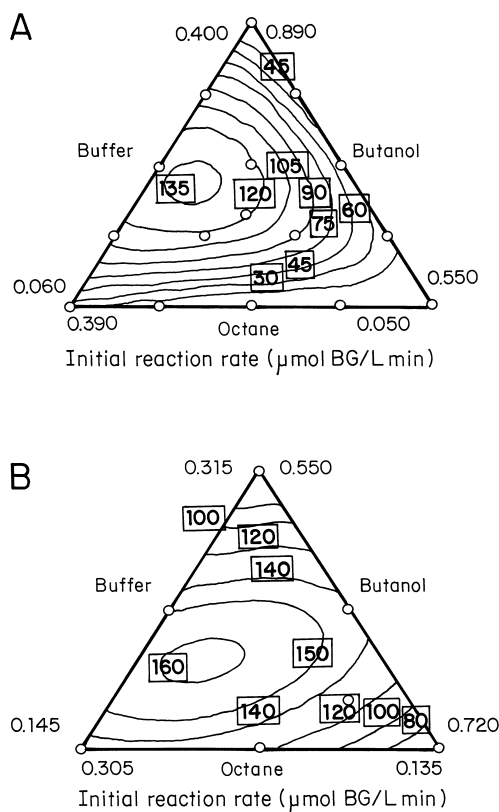 A
0.400 0.890
45
Buffer Butanol
105
135 120 90
60
75
45
30
0.060 0.550
0.390 Octane 0.050
Initial reaction rate (μmol BG/L min)
B
0.315 0.550
100
120
140
Buffer Butanol
150
160
140 120 100 80
0.145 0.720
0.305 Octane 0.135
Initial reaction rate (μmol BG/L min)